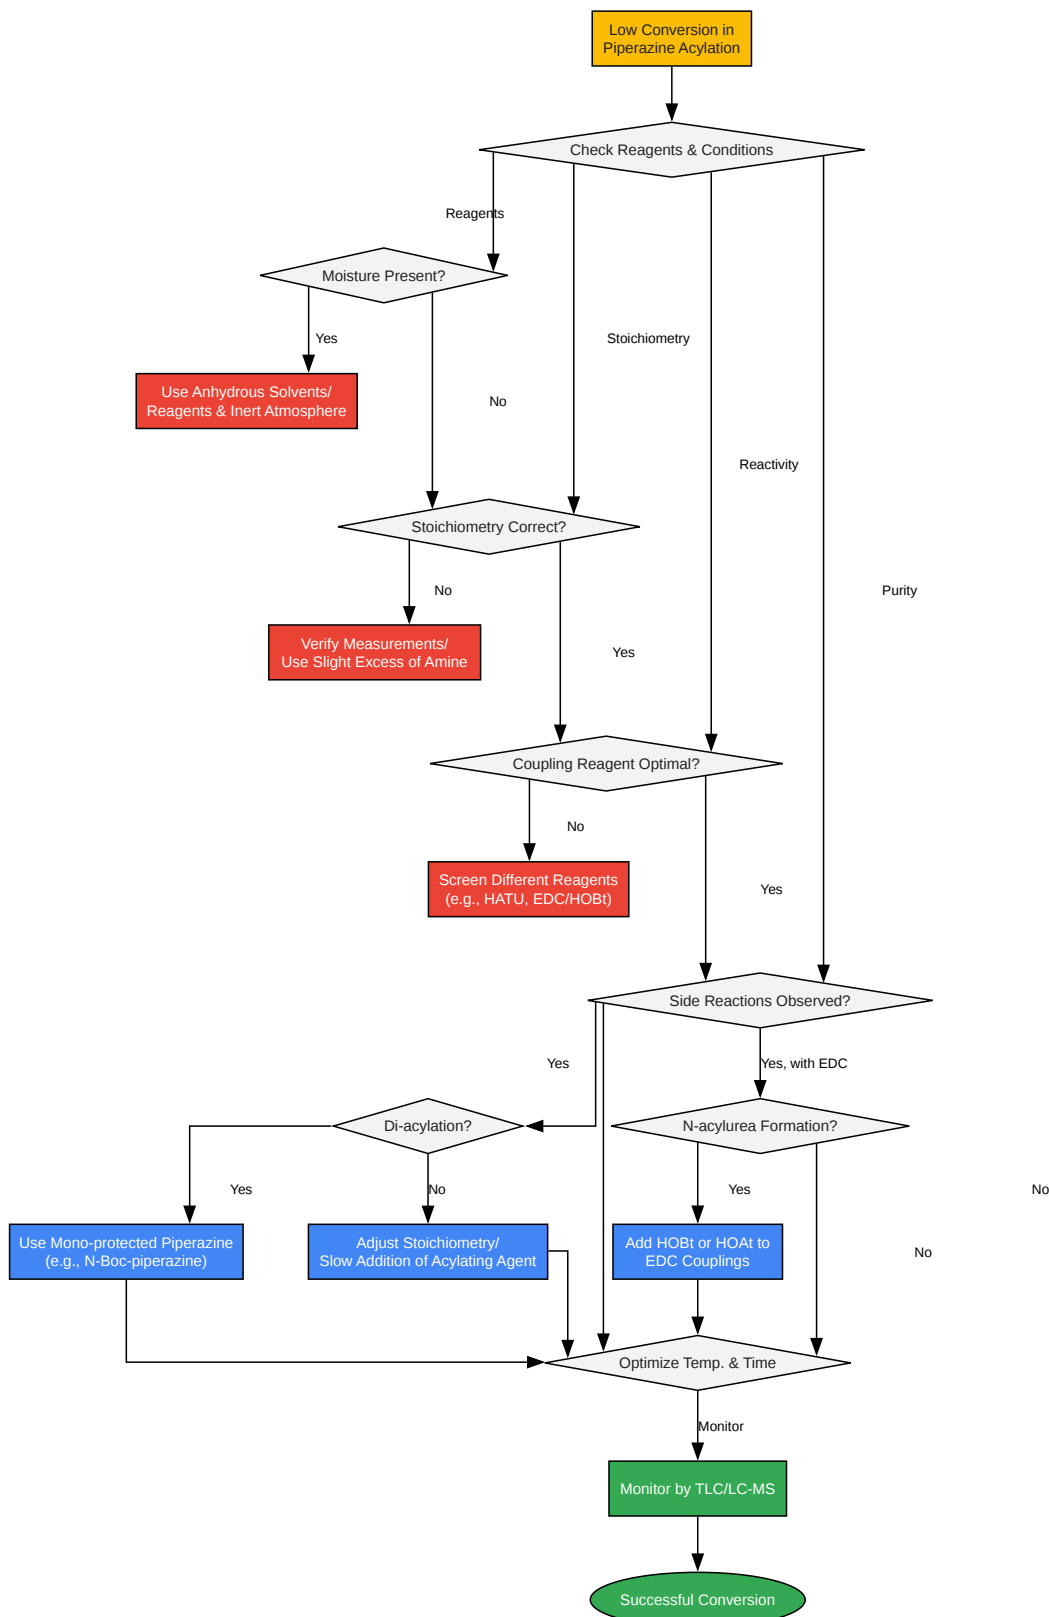 Low Conversion in
Piperazine Acylation
Check Reagents & Conditions
Reagents
Moisture Present?
Yes
Stoichiometry
Use Anhydrous Solvents/
Reagents & Inert Atmosphere
No
Reactivity
Stoichiometry Correct?
No
Purity
Verify Measurements/
Use Slight Excess of Amine
Yes
Coupling Reagent Optimal?
No
Screen Different Reagents
(e.g., HATU, EDC/HOBt)
Yes
Side Reactions Observed?
Yes
Yes, with EDC
Di-acylation?
N-acylurea Formation?
Yes
No
Yes
No
Use Mono-protected Piperazine
(e.g., N-Boc-piperazine)
Adjust Stoichiometry/
Slow Addition of Acylating Agent
Add HOBt or HOAt to
EDC Couplings
No
Optimize Temp. & Time
Monitor
Monitor by TLC/LC-MS
Successful Conversion